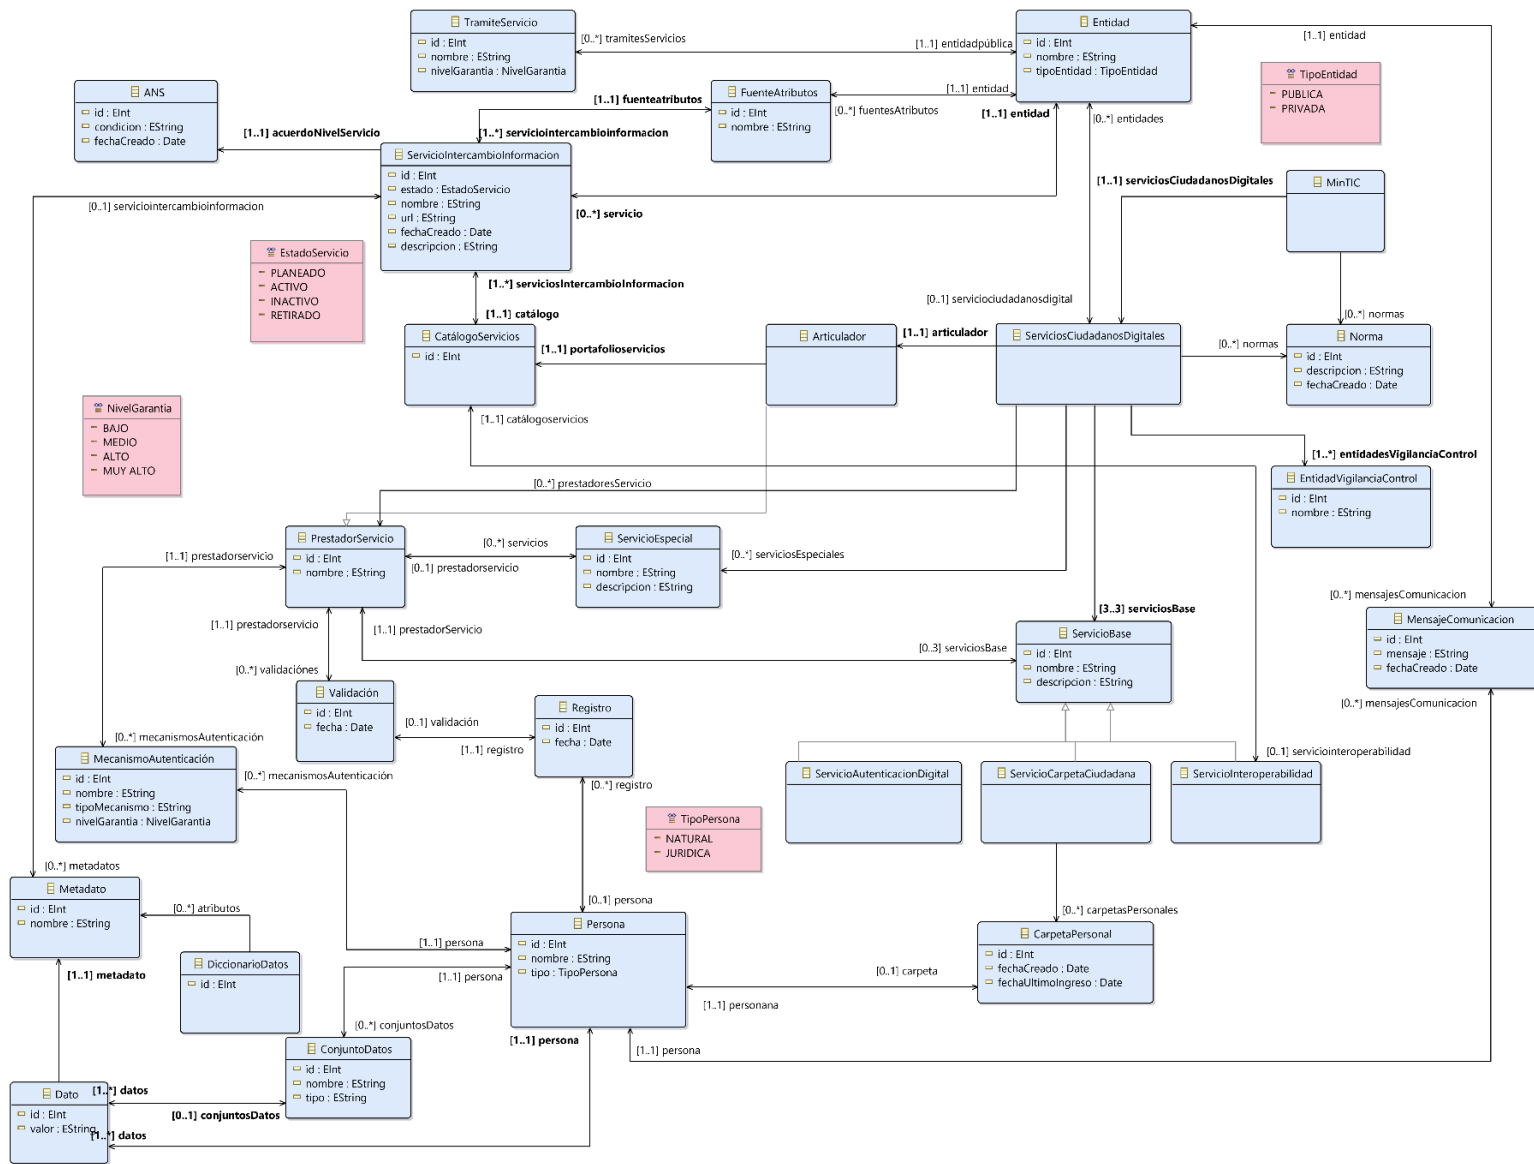 TramiteServicio
id : EInt
nombre : EString
nivelGarantia : NivelGarantia
[0..*] tramitesServicios
[1..1] entidadpública
Entidad
id : EInt
nombre : EString
tipoEntidad : TipoEntidad
[1..1] entidad
TipoEntidad
PUBLICA
PRIVADA
ANS
id : EInt
condicion : EString
fechaCreado : Date
[1..1] acuerdoNivelServicio
[1..1] fuenteatributos
[1..*] serviciointercambioinformacion
FuenteAtributos
id : EInt
nombre : EString
[1..1] entidad
[0..*] fuentesAtributos
[1..1] entidad
[0..*] entidades
ServicioIntercambioInformacion
id : EInt
estado : EstadoServicio
nombre : EString
url : EString
fechaCreado : Date
descripcion : EString
[0..1] serviciointercambioinformacion
[0..*] servicio
[1..1] serviciosCiudadanosDigitales
MinTIC
EstadoServicio
PLANEADO
ACTIVO
INACTIVO
RETIRADO
[1..*] serviciosIntercambioInformacion
[1..1] catálogo
[0..1] serviciociudadanosdigital
[0..*] normas
CatálogoServicios
id : EInt
[1..1] portafolioservicios
Articulador
[1..1] articulador
ServiciosCiudadanosDigitales
[0..*] normas
Norma
id : EInt
descripcion : EString
fechaCreado : Date
NivelGarantia
BAJO
MEDIO
ALTO
MUY ALTO
[1..1] catálogoservicios
[1..*] entidadesVigilanciaControl
EntidadVigilanciaControl
id : EInt
nombre : EString
[0..*] prestadoresServicio
PrestadorServicio
id : EInt
nombre : EString
[1..1] prestadorservicio
[0..*] servicios
[0..1] prestadorservicio
ServicioEspecial
id : EInt
nombre : EString
descripcion : EString
[0..*] serviciosEspeciales
[1..1] prestadorservicio
[1..1] prestadorServicio
[3..3] serviciosBase
[0..3] serviciosBase
ServicioBase
id : EInt
nombre : EString
descripcion : EString
[0..*] mensajesComunicacion
MensajeComunicacion
id : EInt
mensaje : EString
fechaCreado : Date
[0..*] mensajesComunicacion
[0..*] validaciónes
Validación
id : EInt
fecha : Date
[0..1] validación
[1..1] registro
Registro
id : EInt
fecha : Date
[0..*] registro
[0..*] mecanismosAutenticación
MecanismoAutenticación
id : EInt
nombre : EString
tipoMecanismo : EString
nivelGarantia : NivelGarantia
[0..*] mecanismosAutenticación
[0..1] serviciointeroperabilidad
ServicioAutenticacionDigital
ServicioCarpetaCiudadana
ServicioInteroperabilidad
TipoPersona
NATURAL
JURIDICA
[0..*] metadatos
Metadato
id : EInt
nombre : EString
[0..*] atributos
[1..1] metadato
DiccionarioDatos
id : EInt
[0..1] persona
[1..1] persona
[1..1] persona
Persona
id : EInt
nombre : EString
tipo : TipoPersona
[0..*] carpetasPersonales
CarpetaPersonal
id : EInt
fechaCreado : Date
fechaUltimoIngreso : Date
[0..1] carpeta
[1..1] personana
[0..*] conjuntosDatos
[1..1] persona
[1..1] persona
ConjuntoDatos
id : EInt
nombre : EString
tipo : EString
Dato
id : EInt
valor : EString
[1..*] datos
[0..1] conjuntosDatos
[1..*] datos